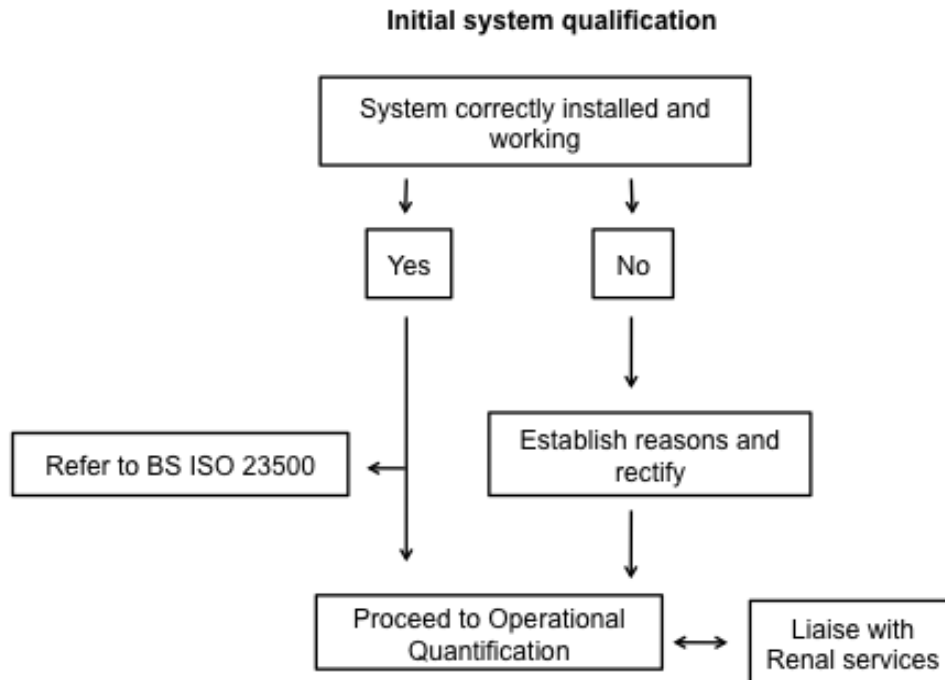 Initial system qualification
System correctly installed and
working
Yes
No
Refer to BS ISO 23500
Establish reasons and
rectify
Proceed to Operational
Quantification
Liaise with
Renal services